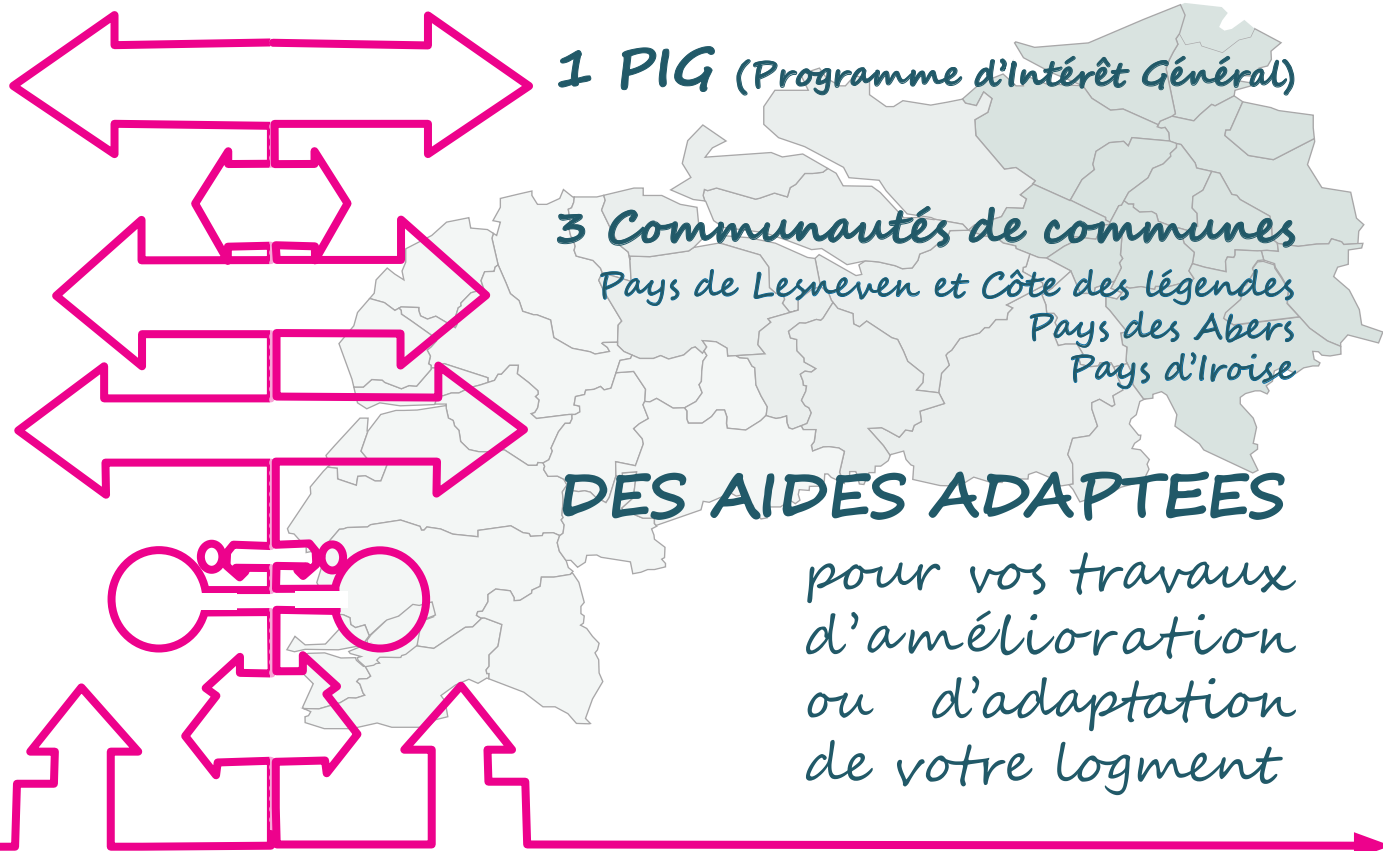 1 PIG (Programme d'Intérêt Général)
3 Communautés de communes
Pays de Lesneven et Côte des légendes
Pays des Abers
Pays d'Iroise
DES AIDES ADAPTEES
pour vos travaux
d'amélioration
ou d'adaptation
de votre logment